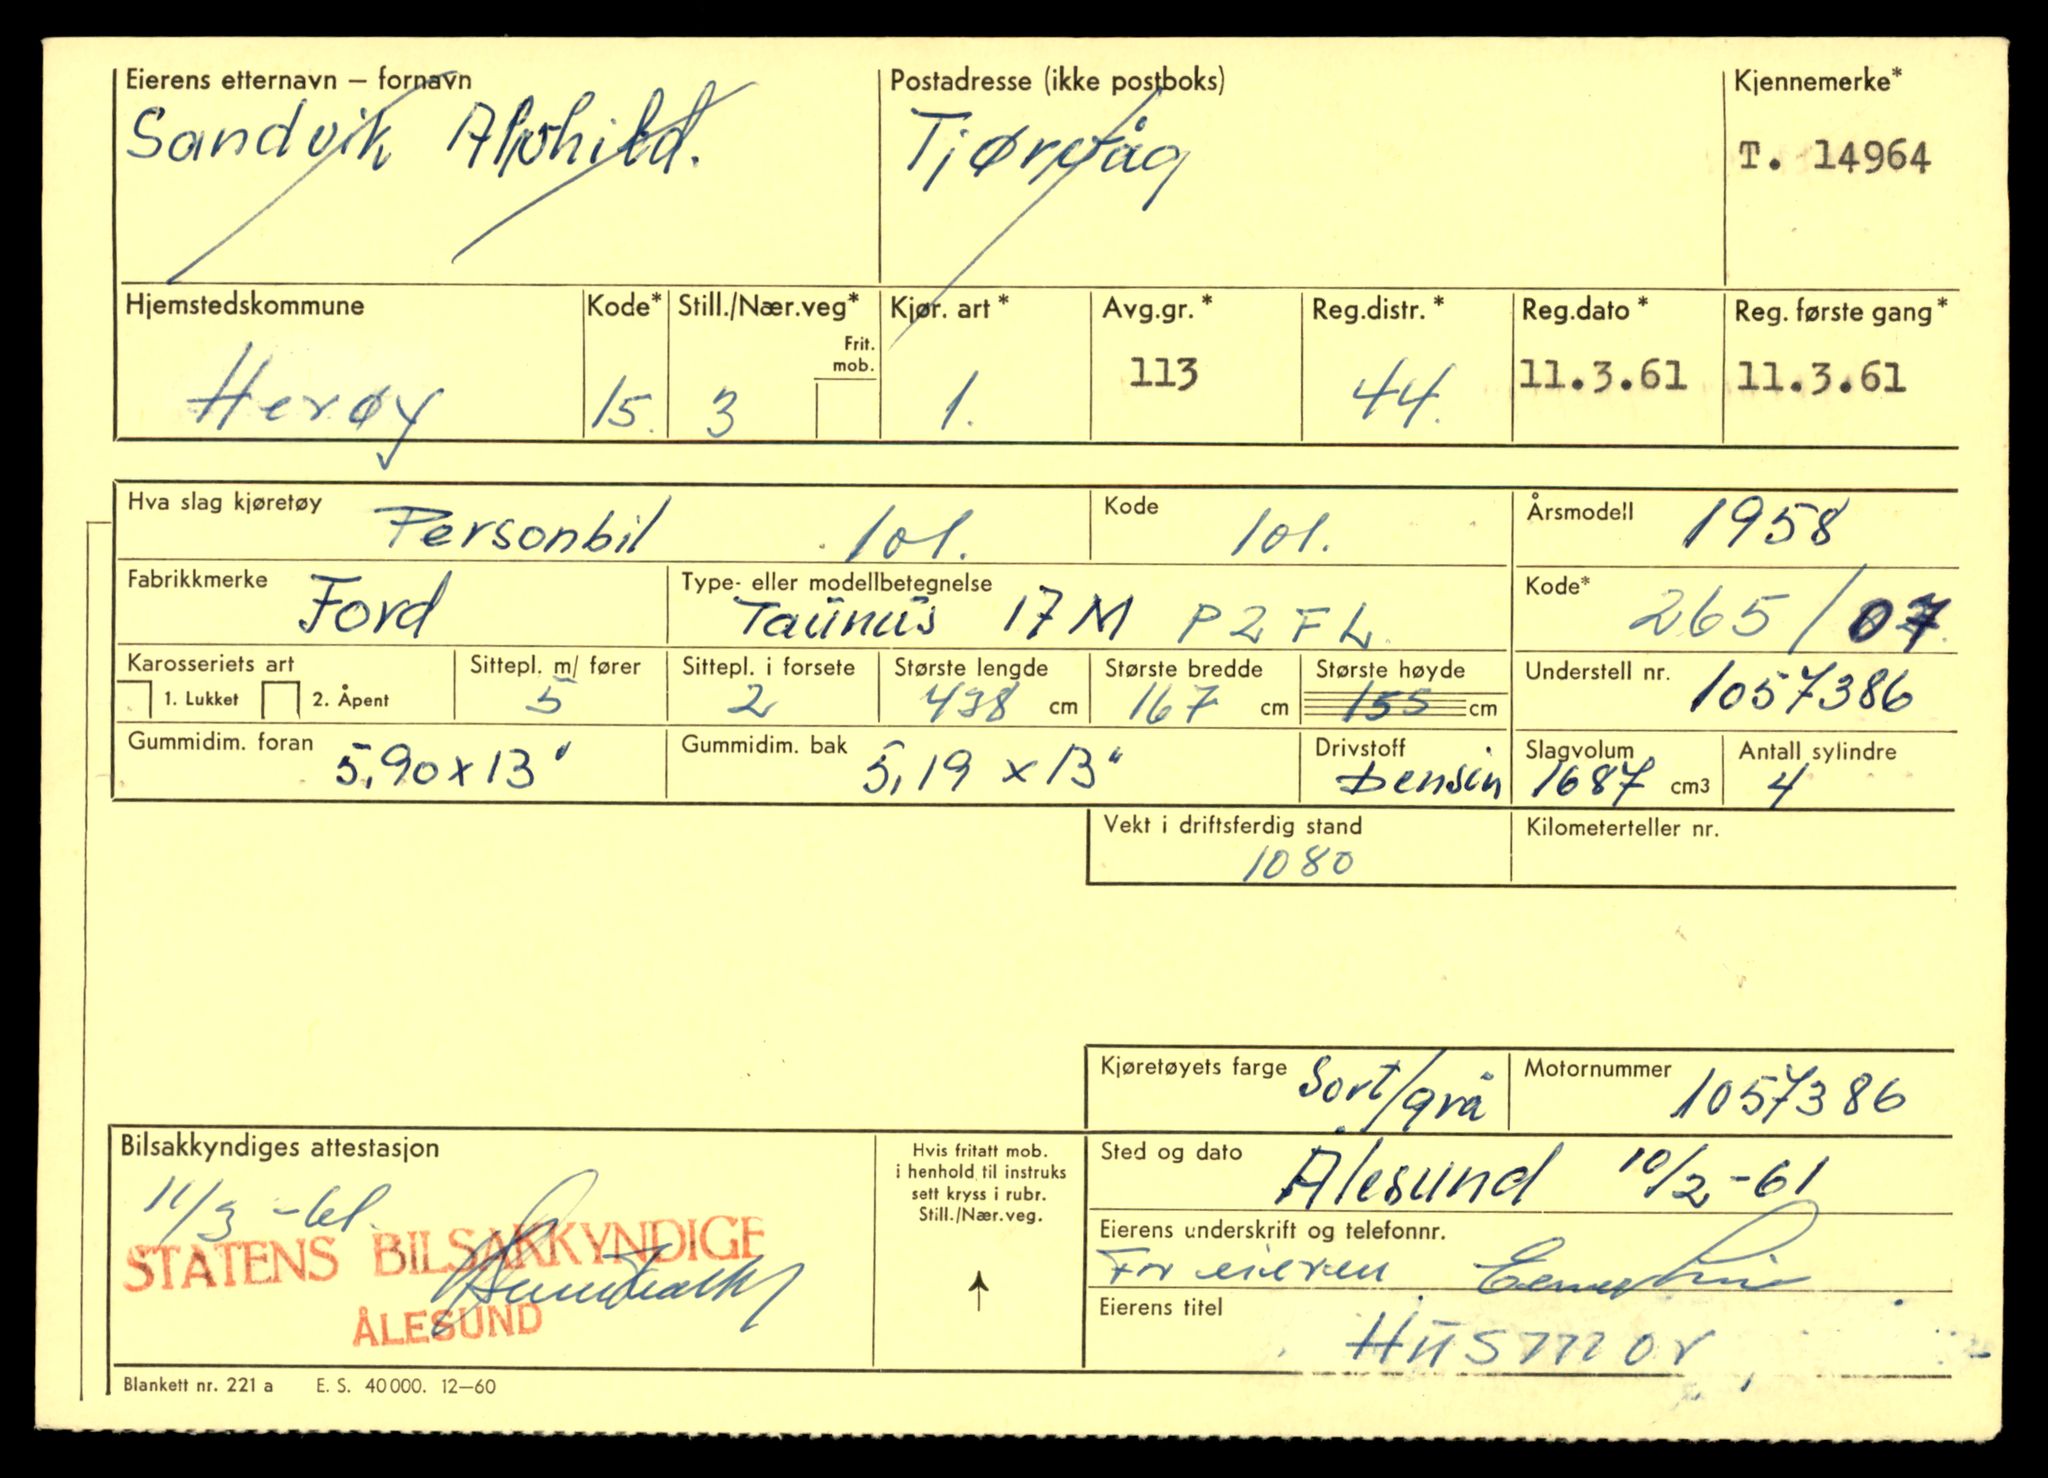 Eierens etternavn – fornavn
Sandvik Alvhild.
Postadresse (ikke postboks)
Tjørvåg
Kjennemerke*
T. 14964
Hjemstedskommune
Herøy
Kode*
15.
Still./Nær.veg*
3
Frit.
mob.
Kjør. art *
1.
Avg.gr. *
113
Reg.distr. *
44.
Reg.dato *
11.3.61
Reg. første gang*
11.3.61
Hva slag kjøretøy
Personbil 101.
Kode
101.
Årsmodell
1958
Fabrikkmerke
Ford
Type- eller modellbetegnelse
Taunus 17 M P2FL
Kode*
265/07
Karosseriets art
1. Lukket 2. Åpent
Sittepl. m/ fører
5
Sittepl. i forsete
2
Største lengde
438 cm
Største bredde
167 cm
Største høyde
155 cm
Understell nr.
1057386
Gummidim. foran
5,90 x 13"
Gummidim. bak
5,19 x 13"
Drivstoff
Bensin
Slagvolum
1687 cm3
Antall sylindre
4
Vekt i driftsferdig stand
1080
Kilometerteller nr.
Kjøretøyets farge
Sort/grå
Motornummer
1057386
Bilsakkyndiges attestasjon
11/3 -61.
STATENS BILSAKKYNDIGE
ÅLESUND
Hvis fritatt mob.
i henhold til instruks
sett kryss i rubr.
Still./Nær.veg.
Sted og dato
Ålesund 10/2-61
Eierens underskrift og telefonnr.
For eieren
Eierens titel
Husmor
Blankett nr. 221 a E. S. 40 000. 12–60